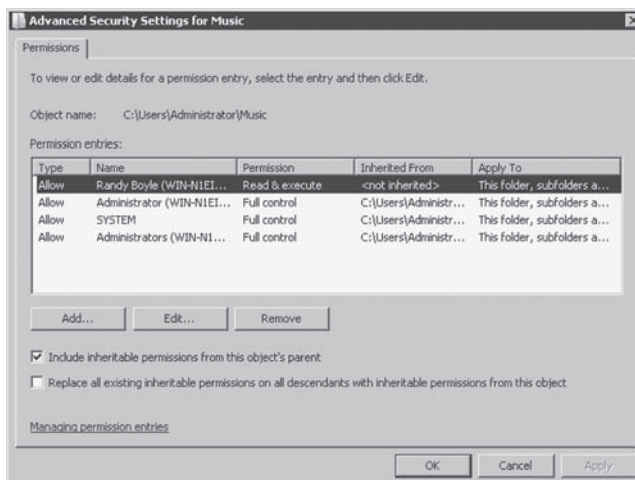 Advanced Security Settings for Music
Permissions
To view or edit details for a permission entry, select the entry and then click Edit.
Object name: C:\Users\Administrator\Music
Permission entries:
Type Name Permission Inherited From Apply To
Allow Randy Boyle (WIN-N1EI... Read & execute <not inherited> This folder, subfolders a...
Allow Administrator (WIN-N1EI... Full control C:\Users\Administr... This folder, subfolders a...
Allow SYSTEM Full control C:\Users\Administr... This folder, subfolders a...
Allow Administrators (WIN-N1... Full control C:\Users\Administr... This folder, subfolders a...
Add... Edit... Remove
Include inheritable permissions from this object's parent
Replace all existing inheritable permissions on all descendants with inheritable permissions from this object
Managing permission entries
OK Cancel Apply